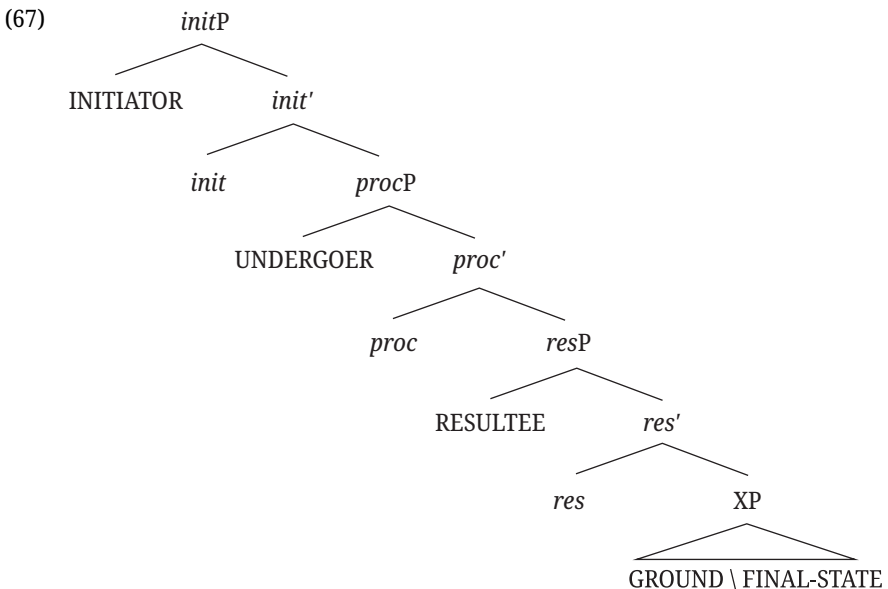 (67) initP
INITIATOR init'
init procP
UNDERGOER proc'
proc resP
RESULTEE res'
res XP
GROUND \ FINAL-STATE